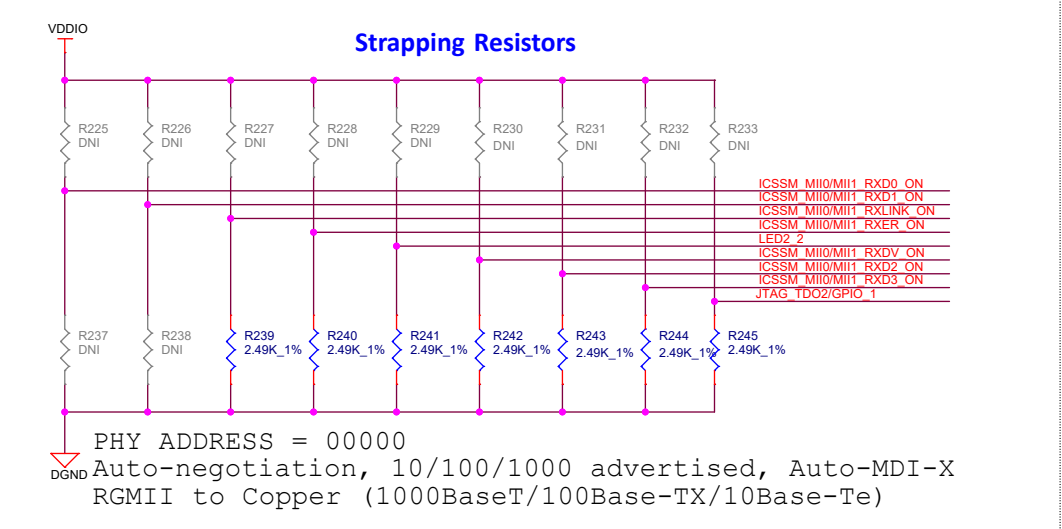 VDDIO
Strapping Resistors
R225
DNI
R226
DNI
R227
DNI
R228
DNI
R229
DNI
R230
DNI
R231
DNI
R232
DNI
R233
DNI
ICSSM_MII0/MII1_RXD0_ON
ICSSM_MII0/MII1_RXD1_ON
ICSSM_MII0/MII1_RXLINK_ON
ICSSM_MII0/MII1_RXER_ON
LED2_2
ICSSM_MII0/MII1_RXDV_ON
ICSSM_MII0/MII1_RXD2_ON
ICSSM_MII0/MII1_RXD3_ON
JTAG_TDO2/GPIO_1
R237
DNI
R238
DNI
R239
2.49K_1%
R240
2.49K_1%
R241
2.49K_1%
R242
2.49K_1%
R243
2.49K_1%
R244
2.49K_1%
R245
2.49K_1%
DGND
PHY ADDRESS = 00000
Auto-negotiation, 10/100/1000 advertised, Auto-MDI-X
RGMII to Copper (1000BaseT/100Base-TX/10Base-Te)